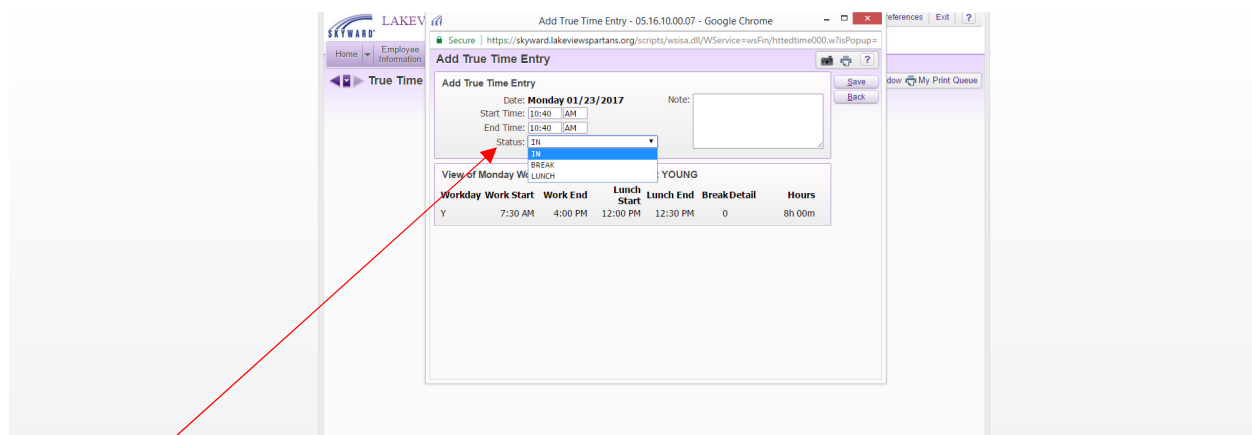 LAKEV
Add True Time Entry - 05.16.10.00.07 - Google Chrome
eferences Exit ?
SKYWARD
Secure https://skyward.lakeviewspartans.org/scripts/wsisa.dll/WService=wsFin/httedtime000.w?isPopup=
Home Employee Information
Add True Time Entry
?
True Time
Add True Time Entry
Save
dow My Print Queue
Date: Monday 01/23/2017 Note:
Back
Start Time: 10:40 AM
End Time: 10:40 AM
Status: IN
IN
BREAK
LUNCH
View of Monday Wo : YOUNG
Workday Work Start Work End Lunch Start Lunch End Break Detail Hours
Y 7:30 AM 4:00 PM 12:00 PM 12:30 PM 0 8h 00m